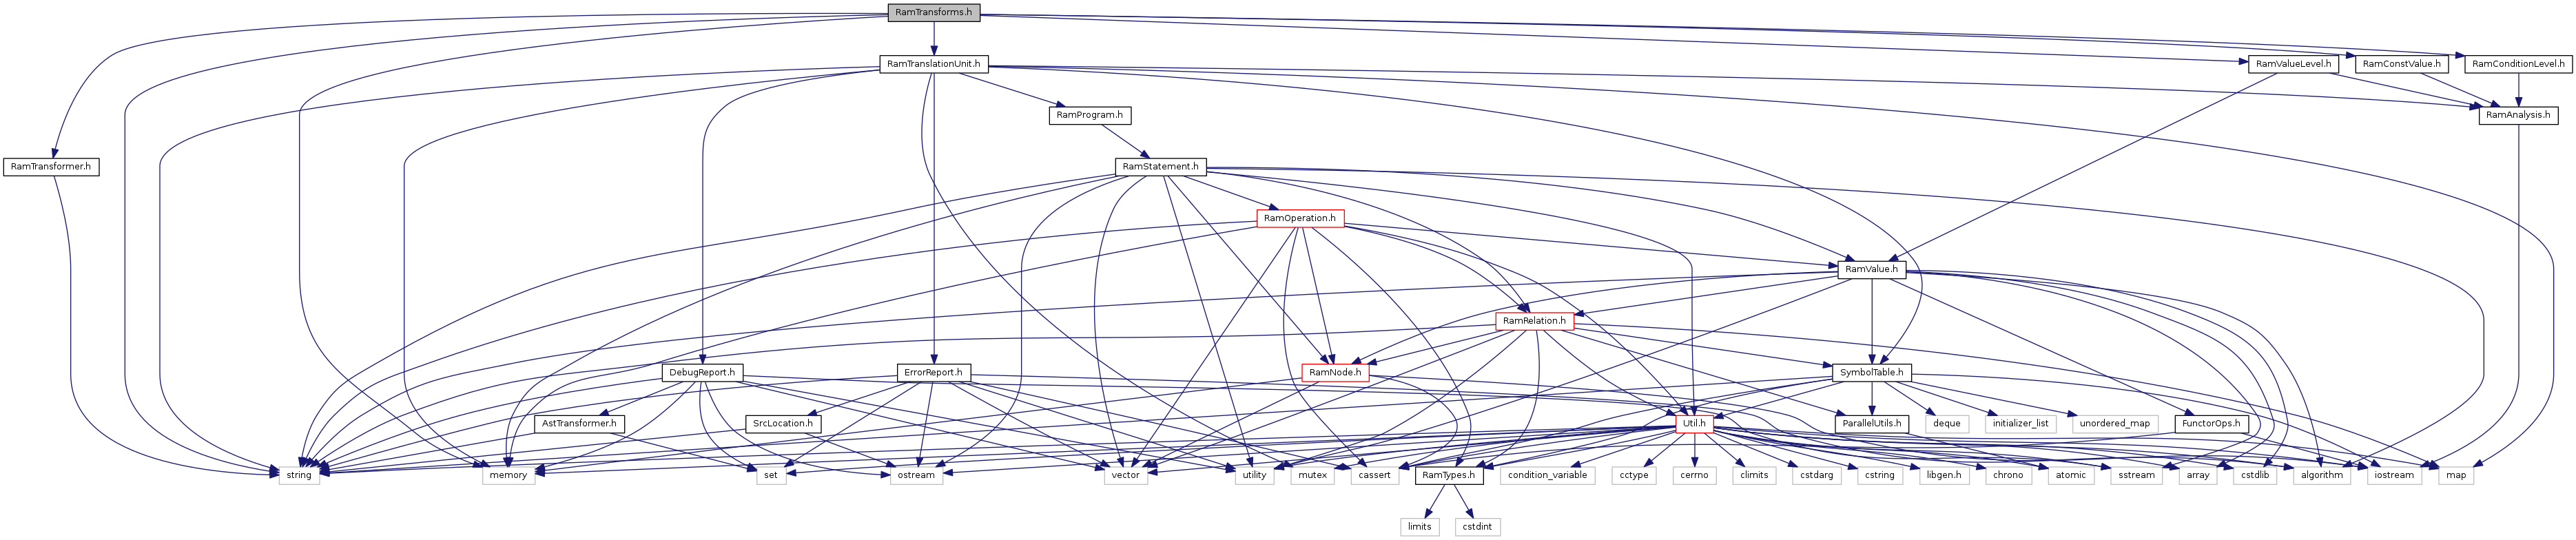 RamTransforms.h
RamTranslationUnit.h
RamValueLevel.h
RamConstValue.h
RamConditionLevel.h
RamProgram.h
RamAnalysis.h
RamTransformer.h
RamStatement.h
RamOperation.h
RamValue.h
RamRelation.h
DebugReport.h
ErrorReport.h
RamNode.h
SymbolTable.h
AstTransformer.h
SrcLocation.h
Util.h
ParallelUtils.h
deque
initializer_list
unordered_map
FunctorOps.h
string
memory
set
ostream
vector
utility
mutex
cassert
RamTypes.h
condition_variable
cctype
cerrno
climits
cstdarg
cstring
libgen.h
chrono
atomic
sstream
array
cstdlib
algorithm
iostream
map
limits
cstdint